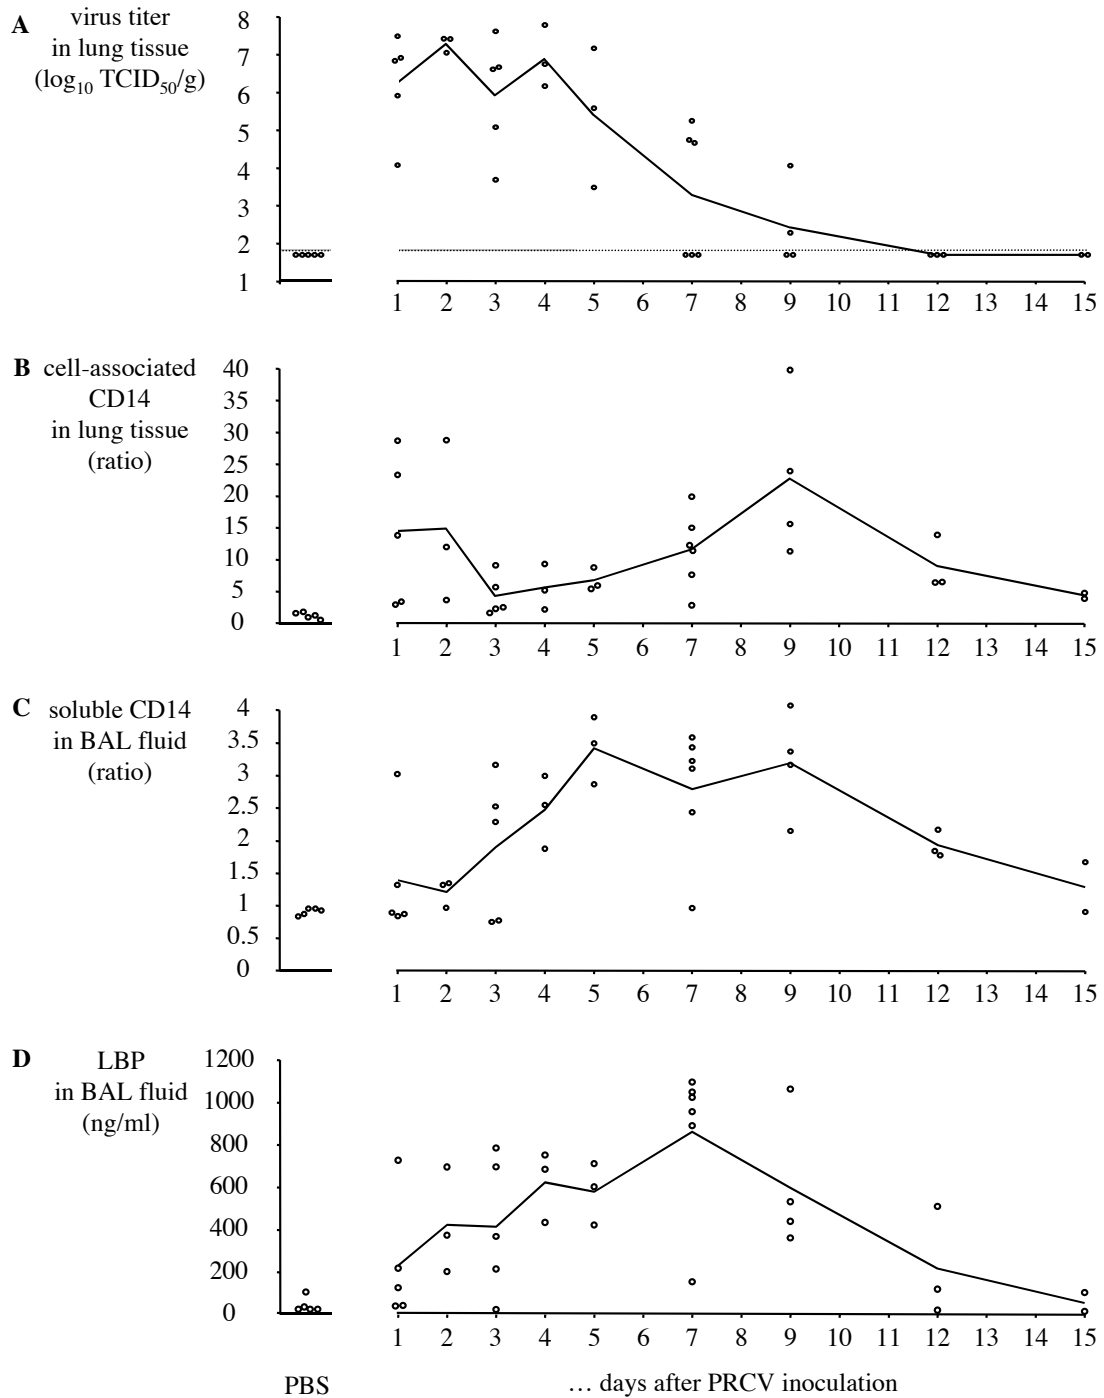 A virus titer
in lung tissue
(log10 TCID50/g)
8
7
6
5
4
3
2
1
1 2 3 4 5 6 7 8 9 10 11 12 13 14 15
B cell-associated
CD14
in lung tissue
(ratio)
40
35
30
25
20
15
10
5
0
1 2 3 4 5 6 7 8 9 10 11 12 13 14 15
C soluble CD14
in BAL fluid
(ratio)
4
3.5
3
2.5
2
1.5
1
0.5
0
1 2 3 4 5 6 7 8 9 10 11 12 13 14 15
D LBP
in BAL fluid
(ng/ml)
1200
1000
800
600
400
200
0
1 2 3 4 5 6 7 8 9 10 11 12 13 14 15
PBS … days after PRCV inoculation